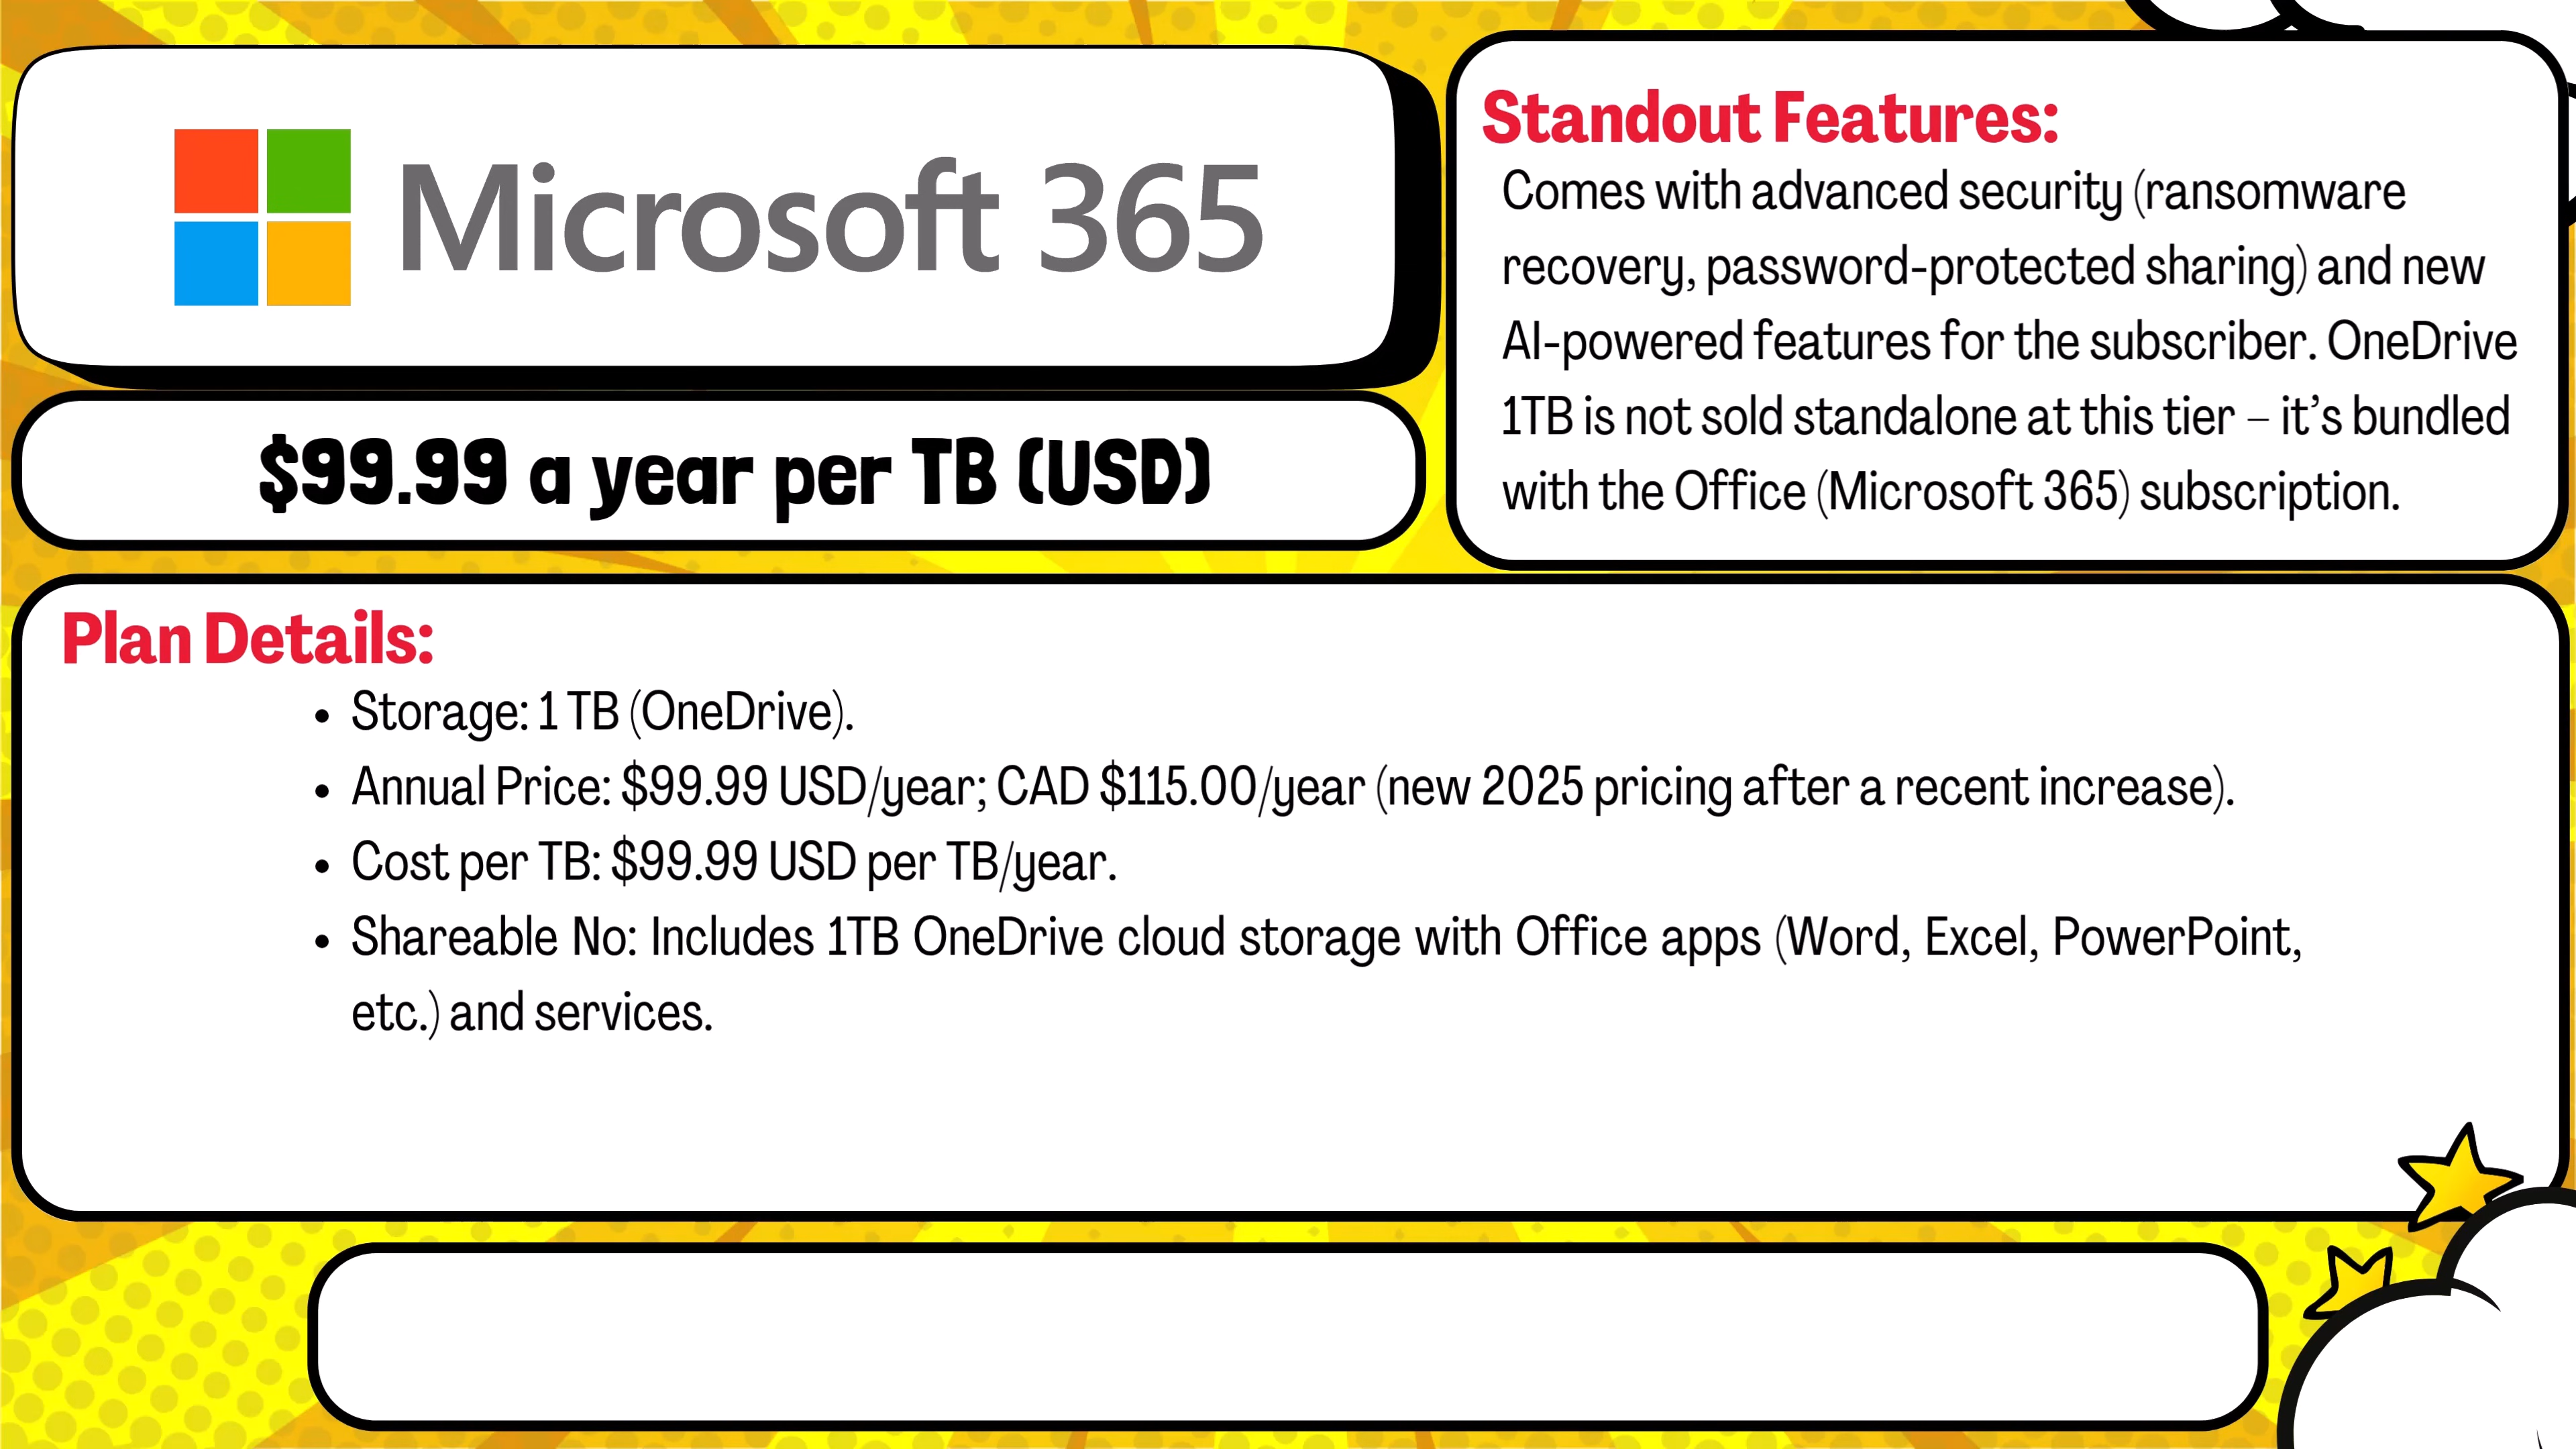 Microsoft 365
$99.99 a year per TB (USD)
Standout Features:
Comes with advanced security (ransomware
recovery, password-protected sharing) and new
AI-powered features for the subscriber. OneDrive
1TB is not sold standalone at this tier – it’s bundled
with the Office (Microsoft 365) subscription.
Plan Details:
• Storage: 1 TB (OneDrive).
• Annual Price: $99.99 USD/year; CAD $115.00/year (new 2025 pricing after a recent increase).
• Cost per TB: $99.99 USD per TB/year.
• Shareable No: Includes 1TB OneDrive cloud storage with Office apps (Word, Excel, PowerPoint,
etc.) and services.